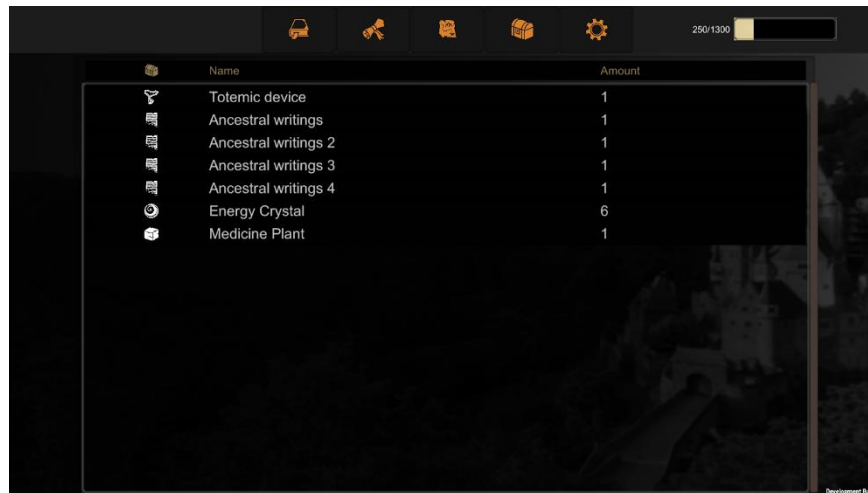 250/1300
Name Amount
Totemic device 1
Ancestral writings 1
Ancestral writings 2 1
Ancestral writings 3 1
Ancestral writings 4 1
Energy Crystal 6
Medicine Plant 1
Development